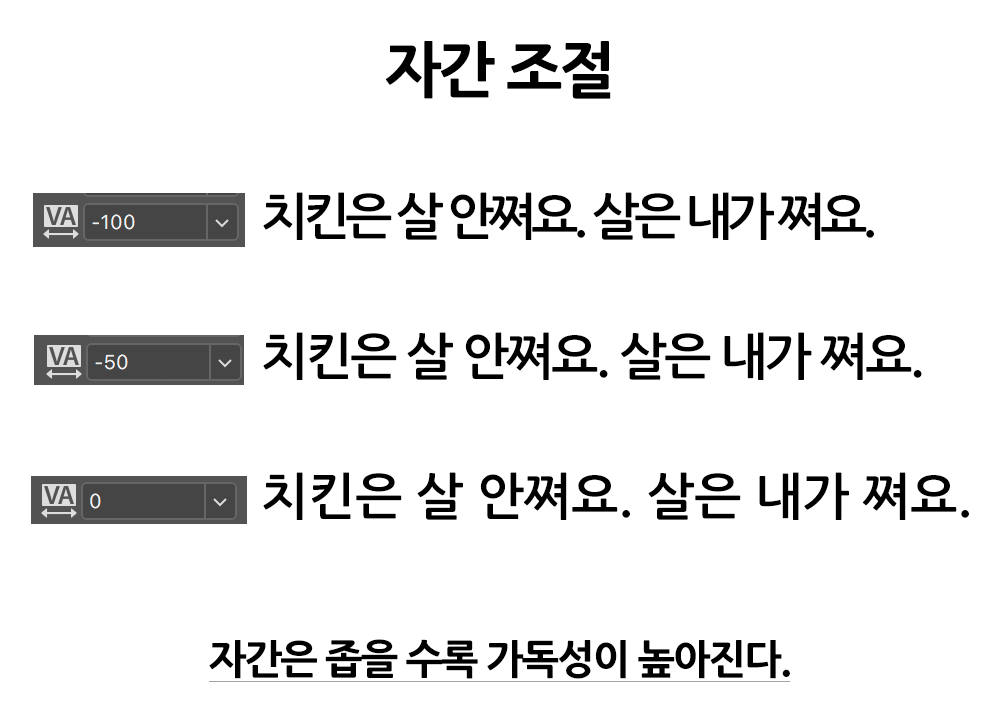 자간 조절
VA -100 치킨은 살 안쪄요. 살은 내가 쪄요.
VA -50 치킨은 살 안쪄요. 살은 내가 쪄요.
VA 0 치킨은 살 안쪄요. 살은 내가 쪄요.
자간은 좁을 수록 가독성이 높아진다.